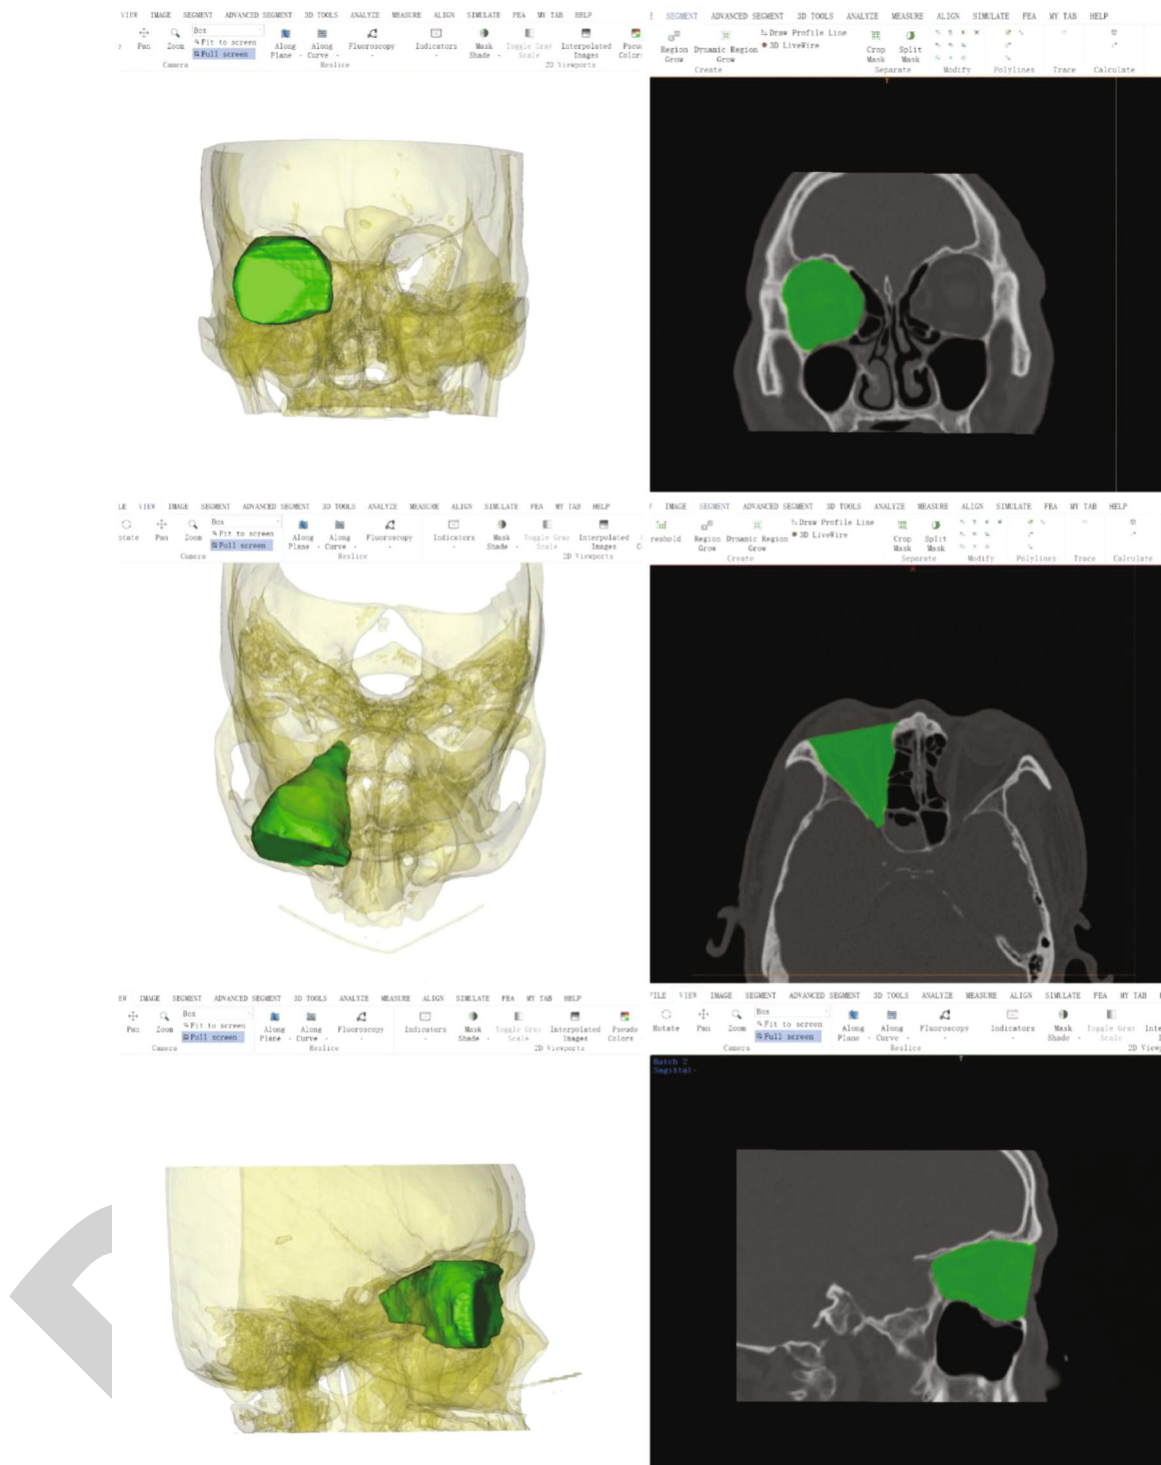 VIEW IMAGE SEGMENT ADVANCED SEGMENT 3D TOOLS ANALYZE MEASURE ALIGN SIMULATE FEA MY TAB HELP
Box
Pan Zoom Fit to screen Along Along Fluoroscopy Indicators Mask Toggle Gray Interpolated
Full screen Plane Curve Shade Scale Images Colors
Camera Reslice 2D Viewports
SEGMENT ADVANCED SEGMENT 3D TOOLS ANALYZE MEASURE ALIGN SIMULATE FEA MY TAB HELP
Draw Profile Line
Region Dynamic Region 3D LiveWire Crop Split
Grow Grow Mask Mask
Create Separate Modify Polylines Trace Calculate
VIEW IMAGE SEGMENT ADVANCED SEGMENT 3D TOOLS ANALYZE MEASURE ALIGN SIMULATE FEA MY TAB HELP
Box
Pan Zoom Fit to screen Along Along Fluoroscopy Indicators Mask Toggle Gray Interpolated
Full screen Plane Curve Shade Scale Images
Camera Reslice 2D Viewports
IMAGE SEGMENT ADVANCED SEGMENT 3D TOOLS ANALYZE MEASURE ALIGN SIMULATE FEA MY TAB HELP
Draw Profile Line
Region Dynamic Region 3D LiveWire Crop Split
Grow Grow Mask Mask
Create Separate Modify Polylines Trace Calculate
IMAGE SEGMENT ADVANCED SEGMENT 3D TOOLS ANALYZE MEASURE ALIGN SIMULATE FEA MY TAB HELP
Box
Pan Zoom Fit to screen Along Along Fluoroscopy Indicators Mask Toggle Gray Interpolated Pseudo
Full screen Plane Curve Shade Scale Images Colors
Camera Reslice 2D Viewports
VIEW IMAGE SEGMENT ADVANCED SEGMENT 3D TOOLS ANALYZE MEASURE ALIGN SIMULATE FEA MY TAB
Box
Rotate Pan Zoom Fit to screen Along Along Fluoroscopy Indicators Mask Toggle Gray
Full screen Plane Curve Shade Scale
Camera Reslice
Batch 2
Sagittal